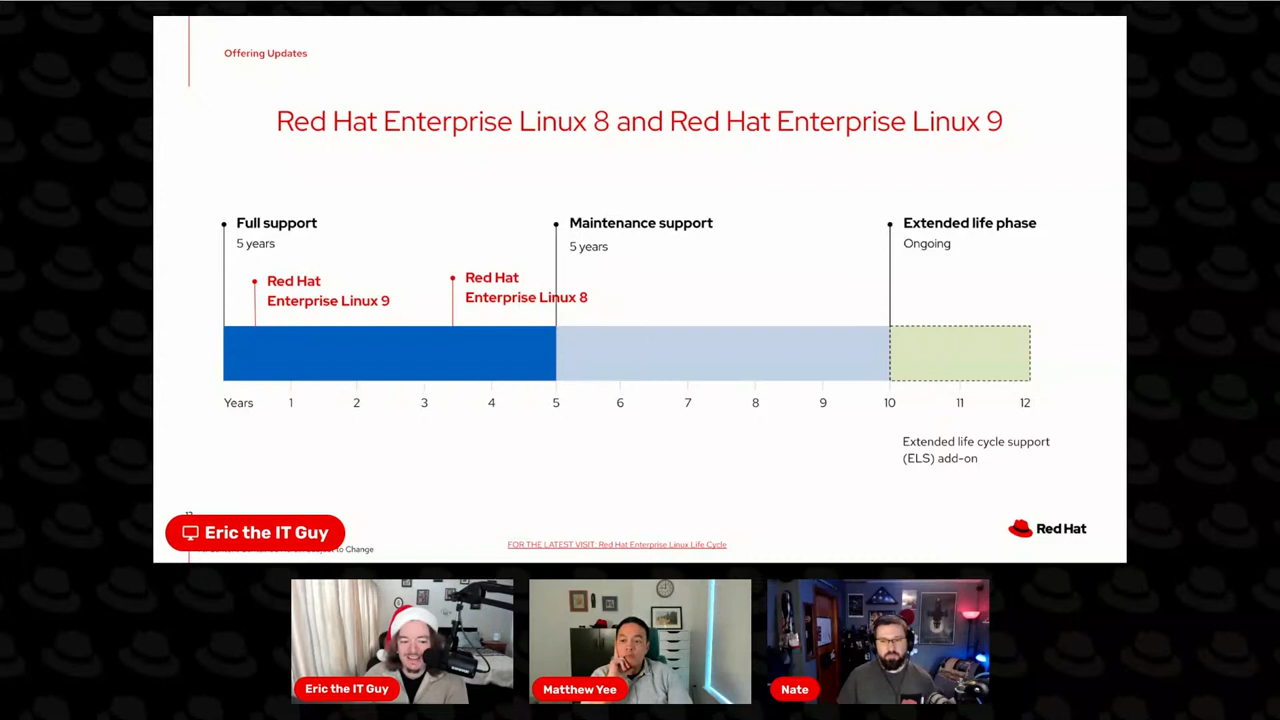 Offering Updates
Red Hat Enterprise Linux 8 and Red Hat Enterprise Linux 9
Full support
5 years
Maintenance support
5 years
Extended life phase
Ongoing
Red Hat
Enterprise Linux 9
Red Hat
Enterprise Linux 8
Years 1 2 3 4 5 6 7 8 9 10 11 12
Extended life cycle support
(ELS) add-on
Eric the IT Guy
to Change
FOR THE LATEST VISIT: Red Hat Enterprise Linux Life Cycle
Red Hat
Eric the IT Guy
Matthew Yee
Nate